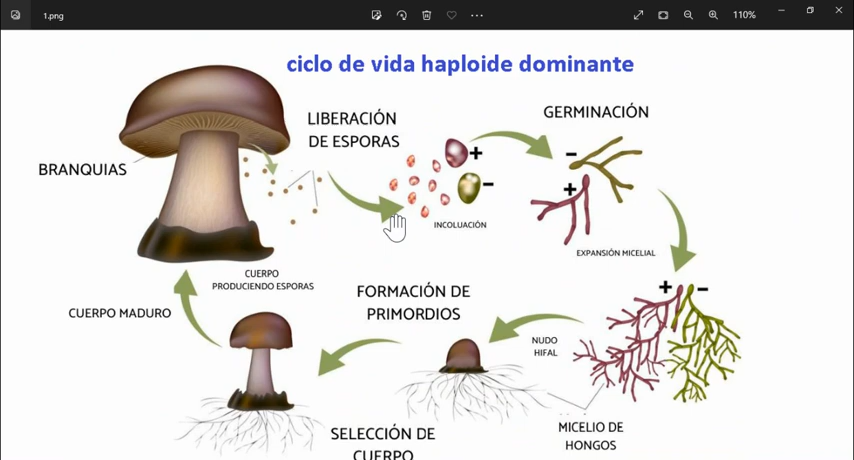 1.png
110%
ciclo de vida haploide dominante
LIBERACIÓN
DE ESPORAS
GERMINACIÓN
BRANQUIAS
+
-
-
+
INCOLUACIÓN
EXPANSIÓN MICELIAL
CUERPO
PRODUCIENDO ESPORAS
+ -
FORMACIÓN DE
PRIMORDIOS
CUERPO MADURO
NUDO
HIFAL
MICELIO DE
HONGOS
SELECCIÓN DE
CUERPO